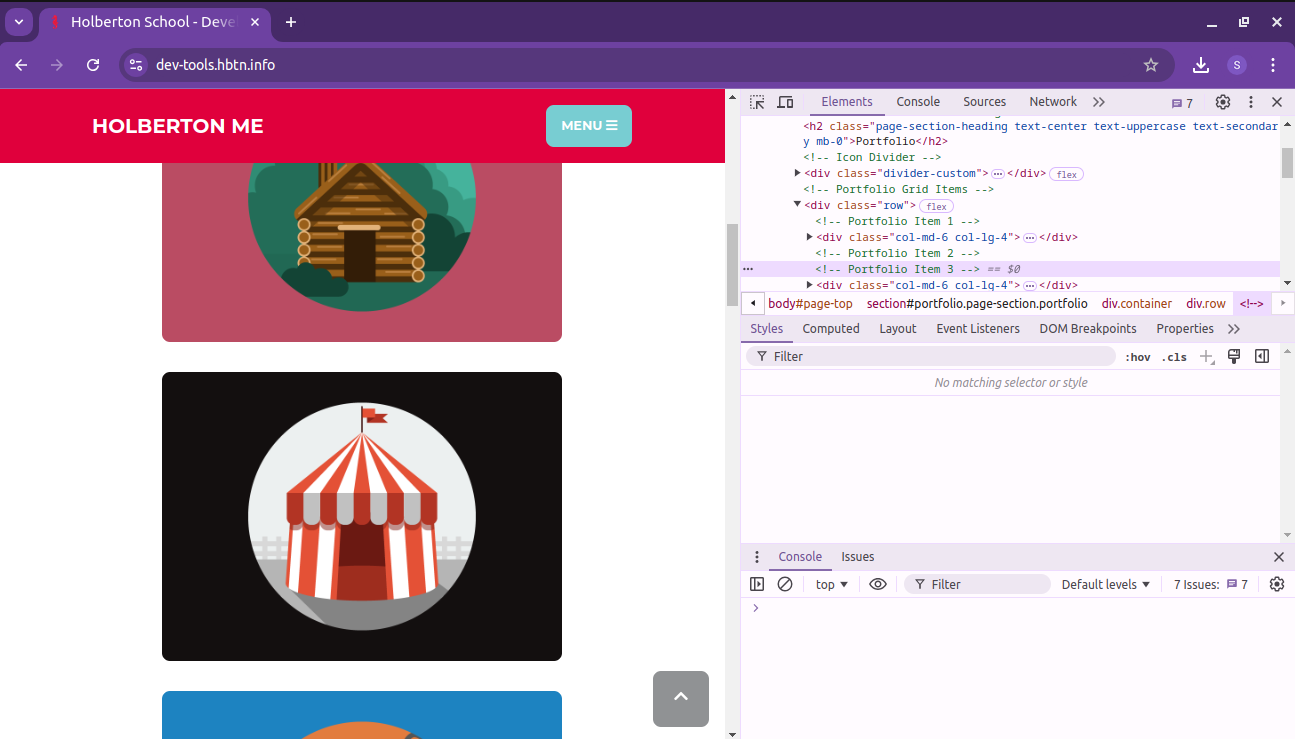 Holberton School - Deve
dev-tools.hbtn.info
S
HOLBERTON ME
MENU
Elements
Console
Sources
Network
7
<h2 class="page-section-heading text-center text-uppercase text-secondar
y mb-0">Portfolio</h2>
<!-- Icon Divider -->
<div class="divider-custom"> ⋯ </div> flex
<!-- Portfolio Grid Items -->
<div class="row"> flex
<!-- Portfolio Item 1 -->
<div class="col-md-6 col-lg-4"> ⋯ </div>
<!-- Portfolio Item 2 -->
<!-- Portfolio Item 3 --> == $0
<div class="col-md-6 col-lg-4"> ⋯ </div>
body#page-top section#portfolio.page-section.portfolio div.container div.row <!-->
Styles Computed Layout Event Listeners DOM Breakpoints Properties
Filter :hov .cls
No matching selector or style
Console Issues
top Filter Default levels 7 Issues: 7